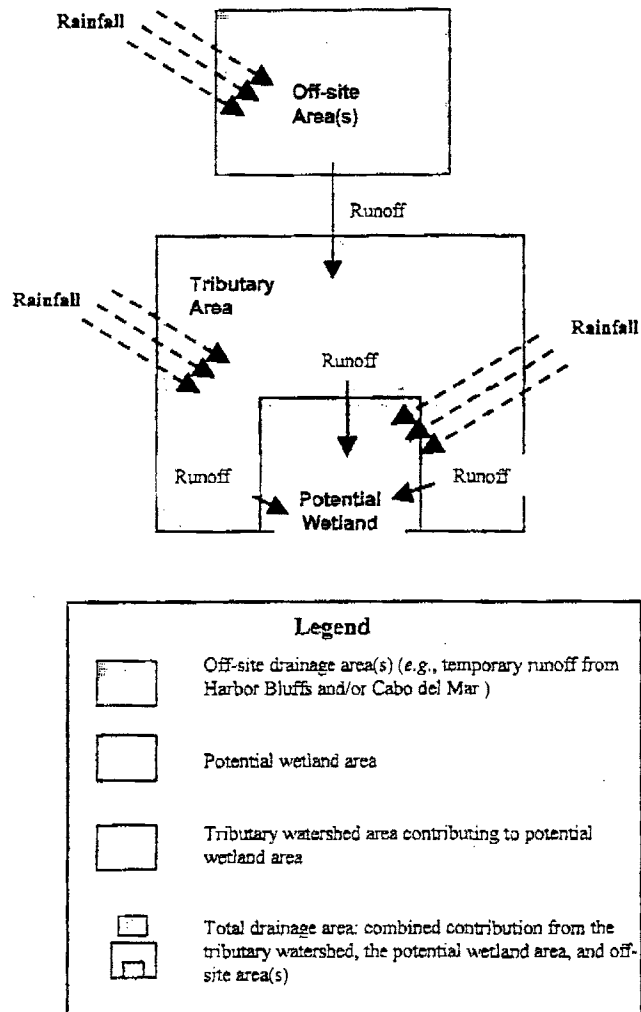 Rainfall
Off-site
Area(s)
Runoff
Tributary
Area
Rainfall
Rainfall
Runoff
Runoff
Runoff
Potential
Wetland
Legend
Off-site drainage area(s) (e.g., temporary runoff from
Harbor Bluffs and/or Cabo del Mar )
Potential wetland area
Tributary watershed area contributing to potential
wetland area
Total drainage area: combined contribution from the
tributary watershed, the potential wetland area, and off-
site area(s)